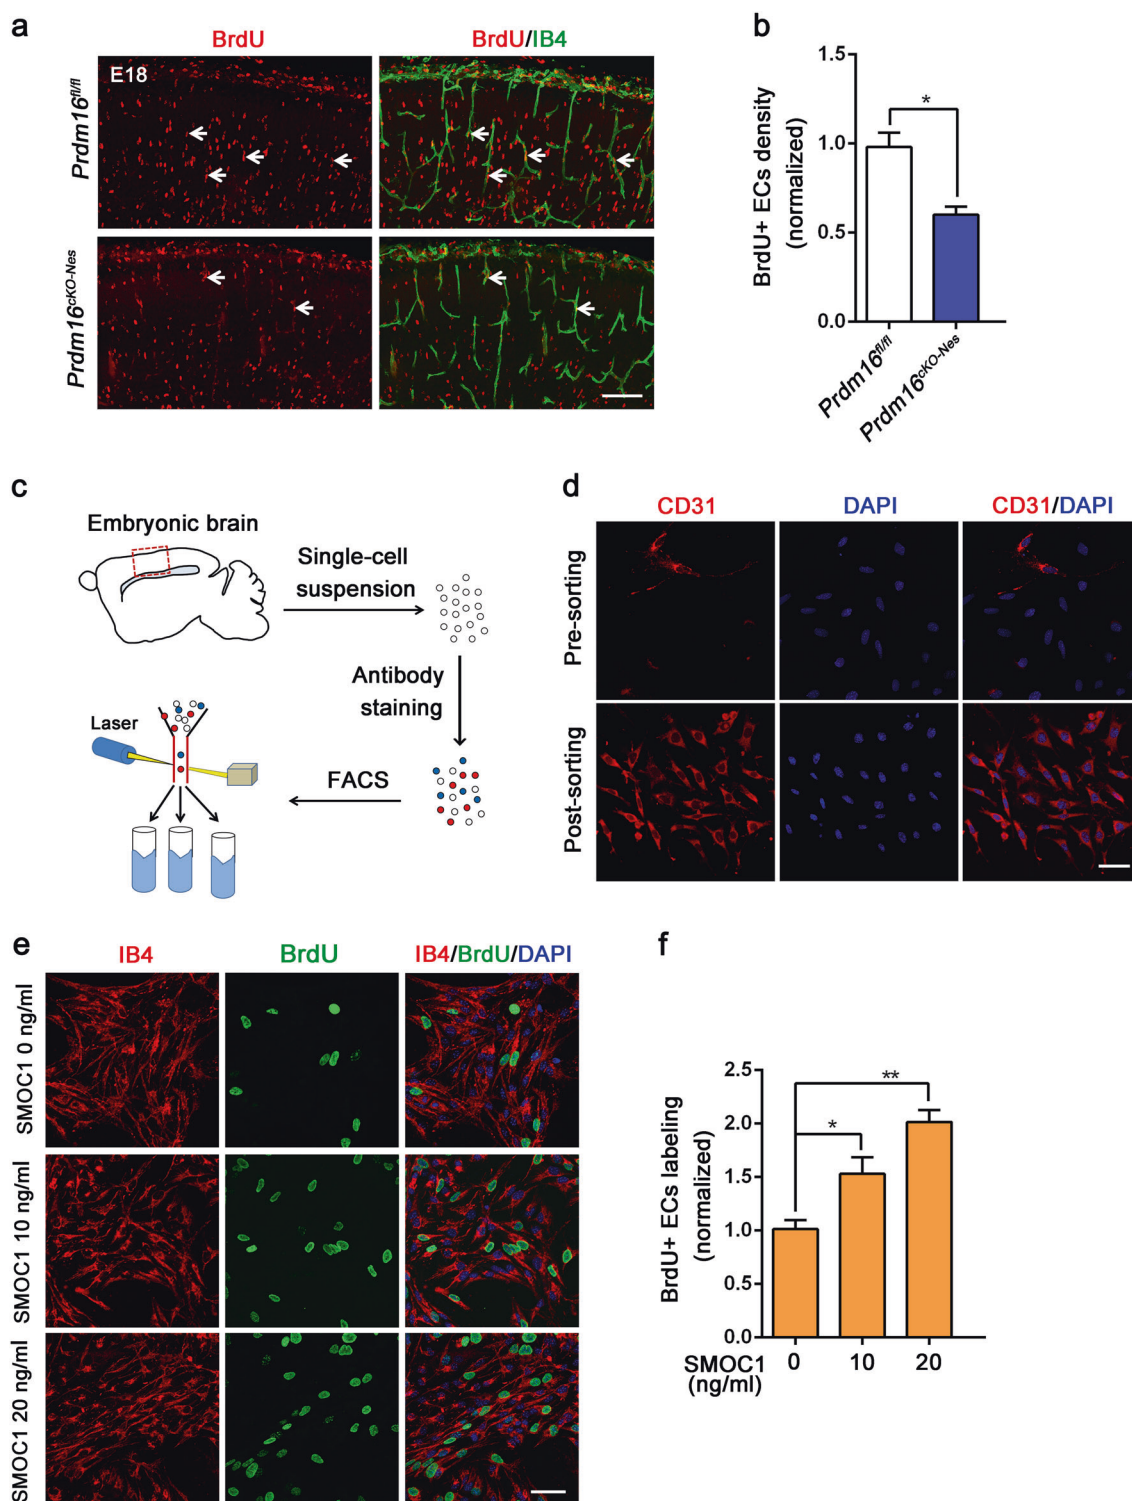 a
BrdU
BrdU/IB4
E18
Prdm16fl/fl
Prdm16cKO-Nes
b
BrdU+ ECs density
(normalized)
1.5
1.0
0.5
0.0
*
Prdm16fl/fl
Prdm16cKO-Nes
c
Embryonic brain
Single-cell
suspension
Antibody
staining
Laser
FACS
d
CD31
DAPI
CD31/DAPI
Pre-sorting
Post-sorting
e
IB4
BrdU
IB4/BrdU/DAPI
SMOC1 0 ng/ml
SMOC1 10 ng/ml
SMOC1 20 ng/ml
f
BrdU+ ECs labeling
(normalized)
2.5
2.0
1.5
1.0
0.5
0.0
**
*
SMOC1 0 10 20
(ng/ml)